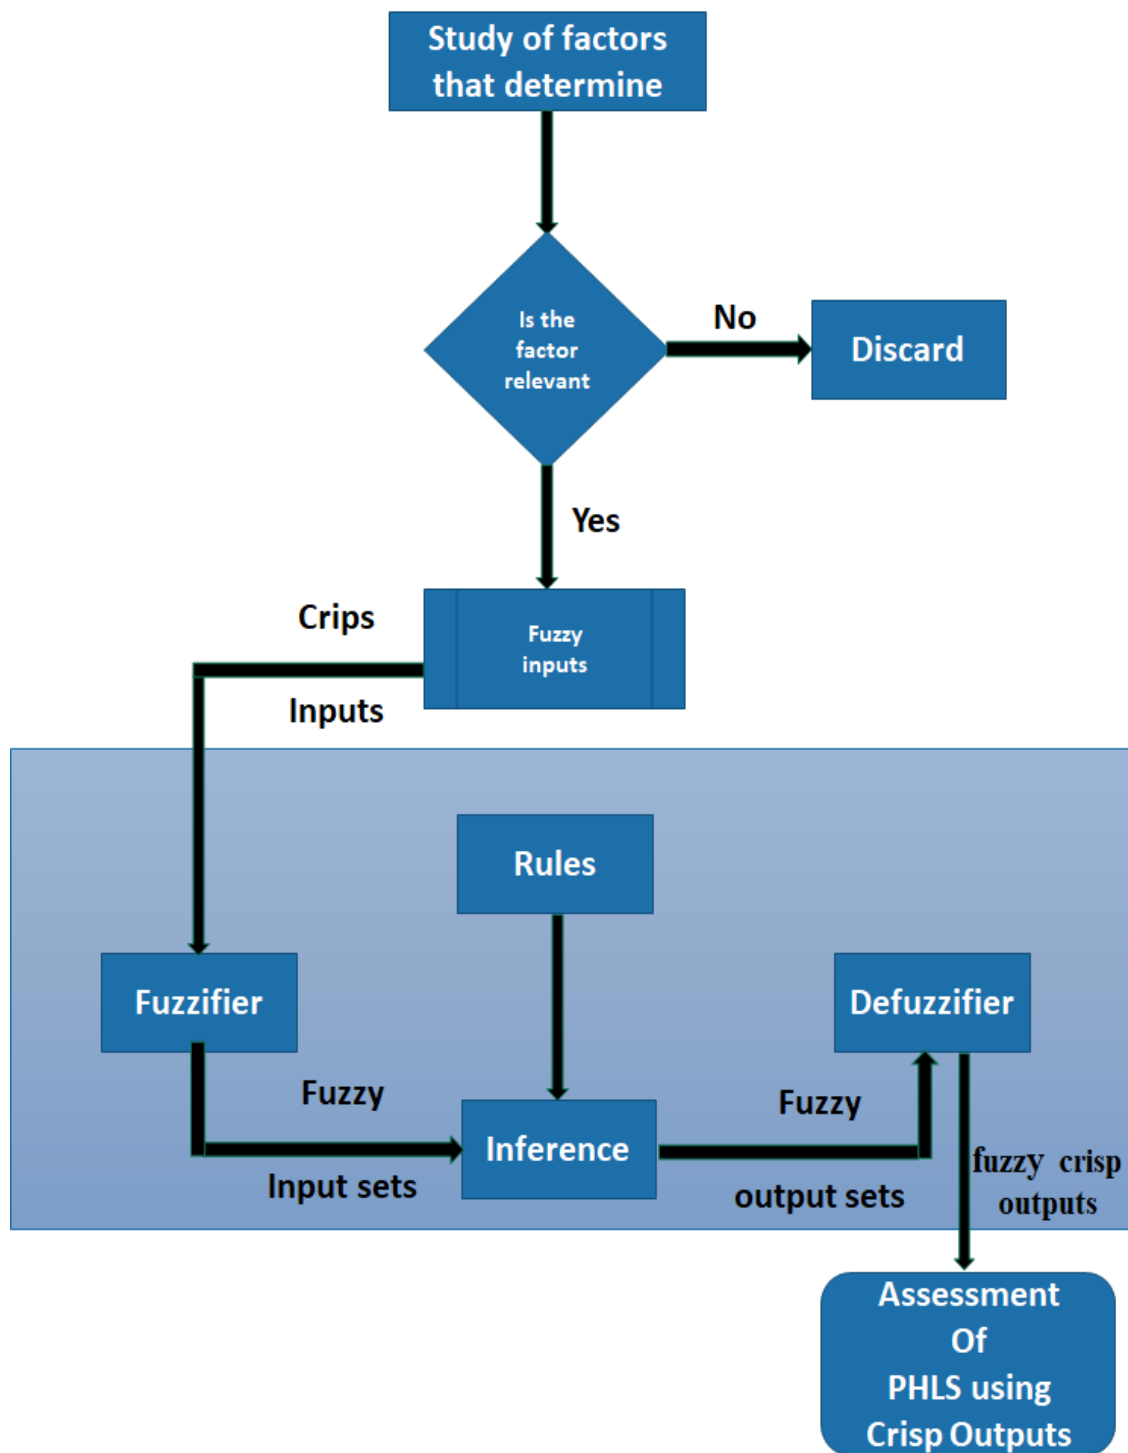 Study of factors
that determine
Is the
factor
relevant
No
Discard
Yes
Fuzzy
inputs
Crips
Inputs
Rules
Fuzzifier
Defuzzifier
Fuzzy
Input sets
Inference
Fuzzy
output sets
fuzzy crisp
outputs
Assessment
Of
PHLS using
Crisp Outputs